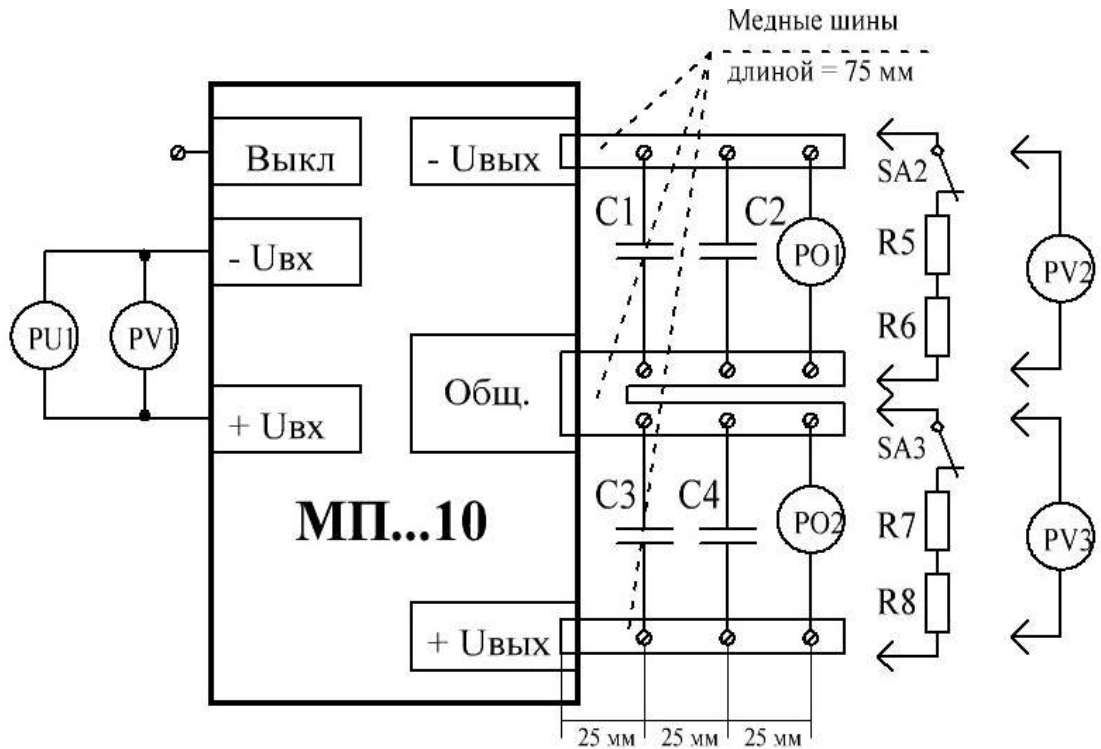 Медные шины
длиной = 75 мм
Выкл
- Uвых
SA2
C1
C2
R5
- Uвх
PO1
PV2
PU1
PV1
R6
Общ.
+ Uвх
SA3
C3
C4
R7
МП...10
PO2
PV3
R8
+ Uвых
25 мм
25 мм
25 мм